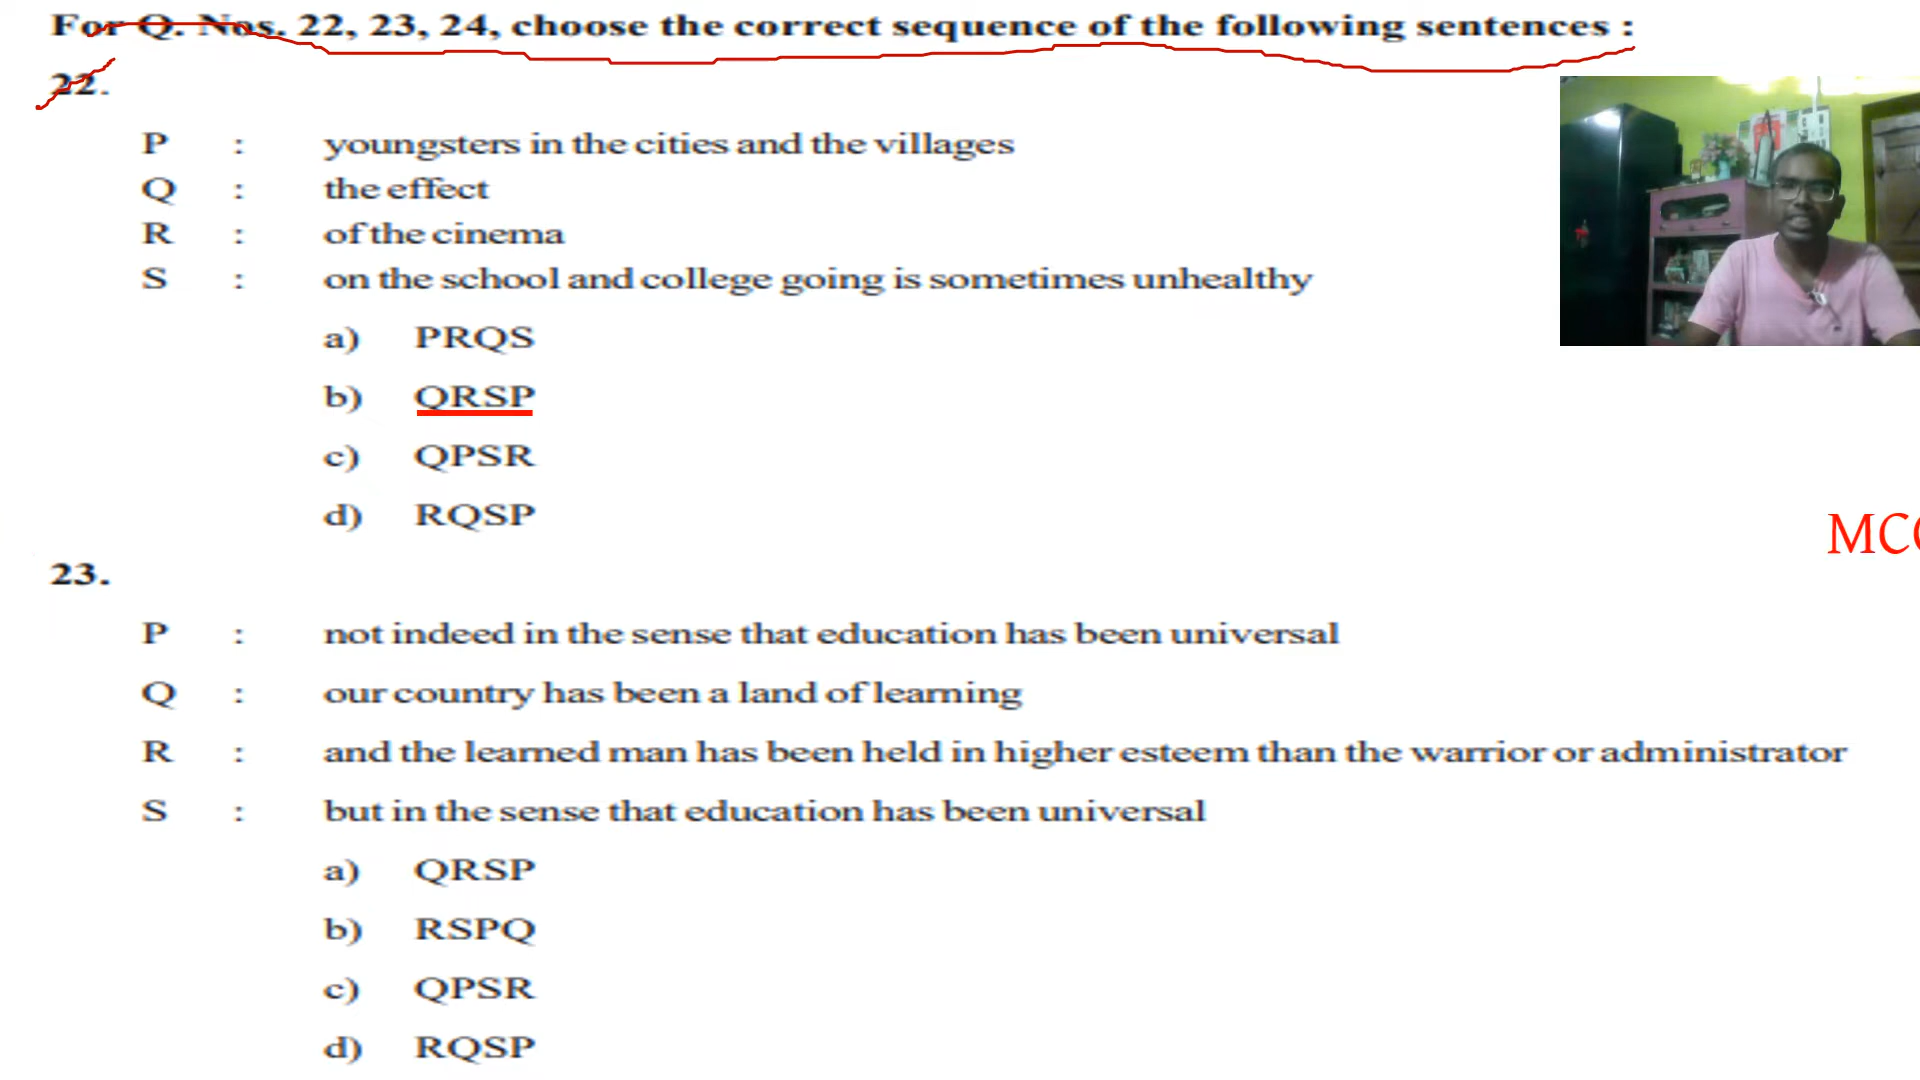 For Q. Nos. 22, 23, 24, choose the correct sequence of the following sentences :
22.
P : youngsters in the cities and the villages
Q : the effect
R : of the cinema
S : on the school and college going is sometimes unhealthy
a) PRQS
b) QRSP
c) QPSR
d) RQSP
MC
23.
P : not indeed in the sense that education has been universal
Q : our country has been a land of learning
R : and the learned man has been held in higher esteem than the warrior or administrator
S : but in the sense that education has been universal
a) QRSP
b) RSPQ
c) QPSR
d) RQSP